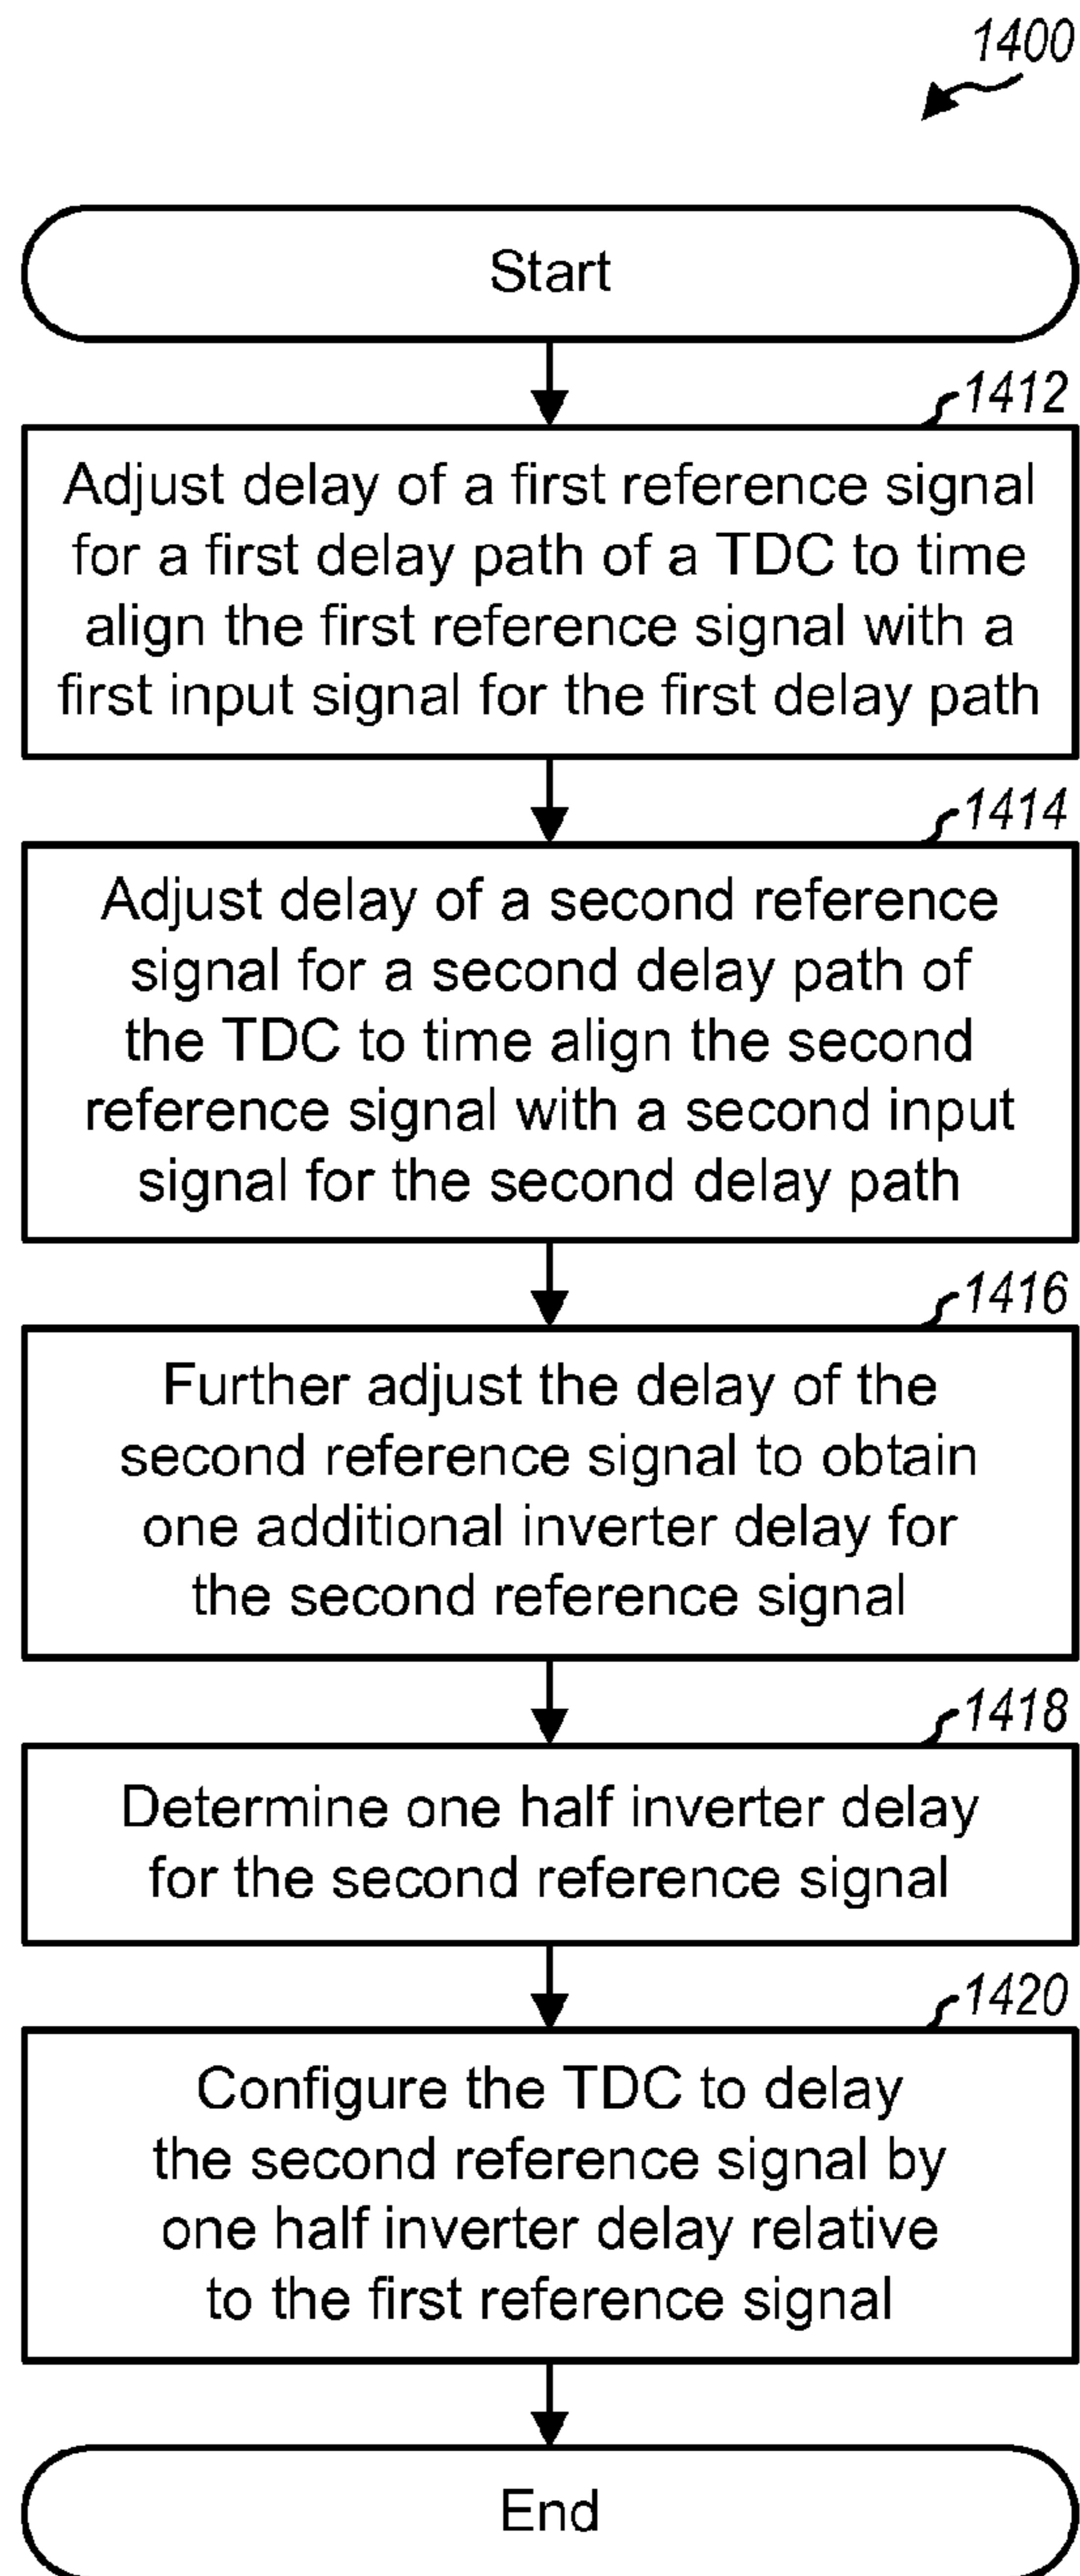 1400
Start
1412
Adjust delay of a first reference signal
for a first delay path of a TDC to time
align the first reference signal with a
first input signal for the first delay path
1414
Adjust delay of a second reference
signal for a second delay path of
the TDC to time align the second
reference signal with a second input
signal for the second delay path
1416
Further adjust the delay of the
second reference signal to obtain
one additional inverter delay for
the second reference signal
1418
Determine one half inverter delay
for the second reference signal
1420
Configure the TDC to delay
the second reference signal by
one half inverter delay relative
to the first reference signal
End